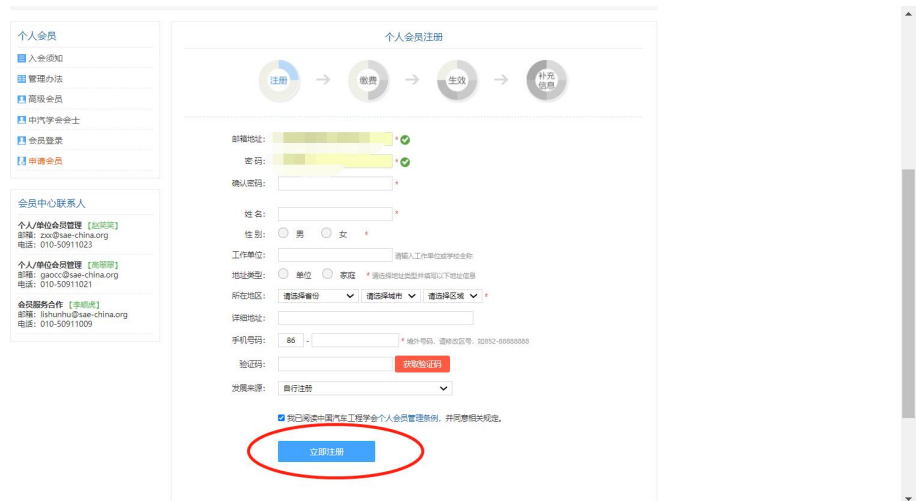 个人会员
入会须知
管理办法
高级会员
中汽学会会士
会员登录
申请会员
会员中心联系人
个人/单位会员管理 【赵笑笑】
邮箱: zxx@sae-china.org
电话: 010-50911023
个人/单位会员管理 【高翠翠】
邮箱: gaocc@sae-china.org
电话: 010-50911021
会员服务合作 【李顺虎】
邮箱: lishunhu@sae-china.org
电话: 010-50911009
个人会员注册
注册 → 缴费 → 生效 → 补充信息
邮箱地址: *
密 码: *
确认密码: *
姓 名: *
性 别: 男 女 *
工作单位: 请输入工作单位或学校全称
地址类型: 单位 家庭 * 请选择地址类型并填写以下地址信息
所在地区: 请选择省份 请选择城市 请选择区域 *
详细地址:
手机号码: 86 - * 境外号码，请修改区号，如852-88888888
验证码: 获取验证码
发展来源: 自行注册
我已阅读中国汽车工程学会个人会员管理条例，并同意相关规定。
立即注册